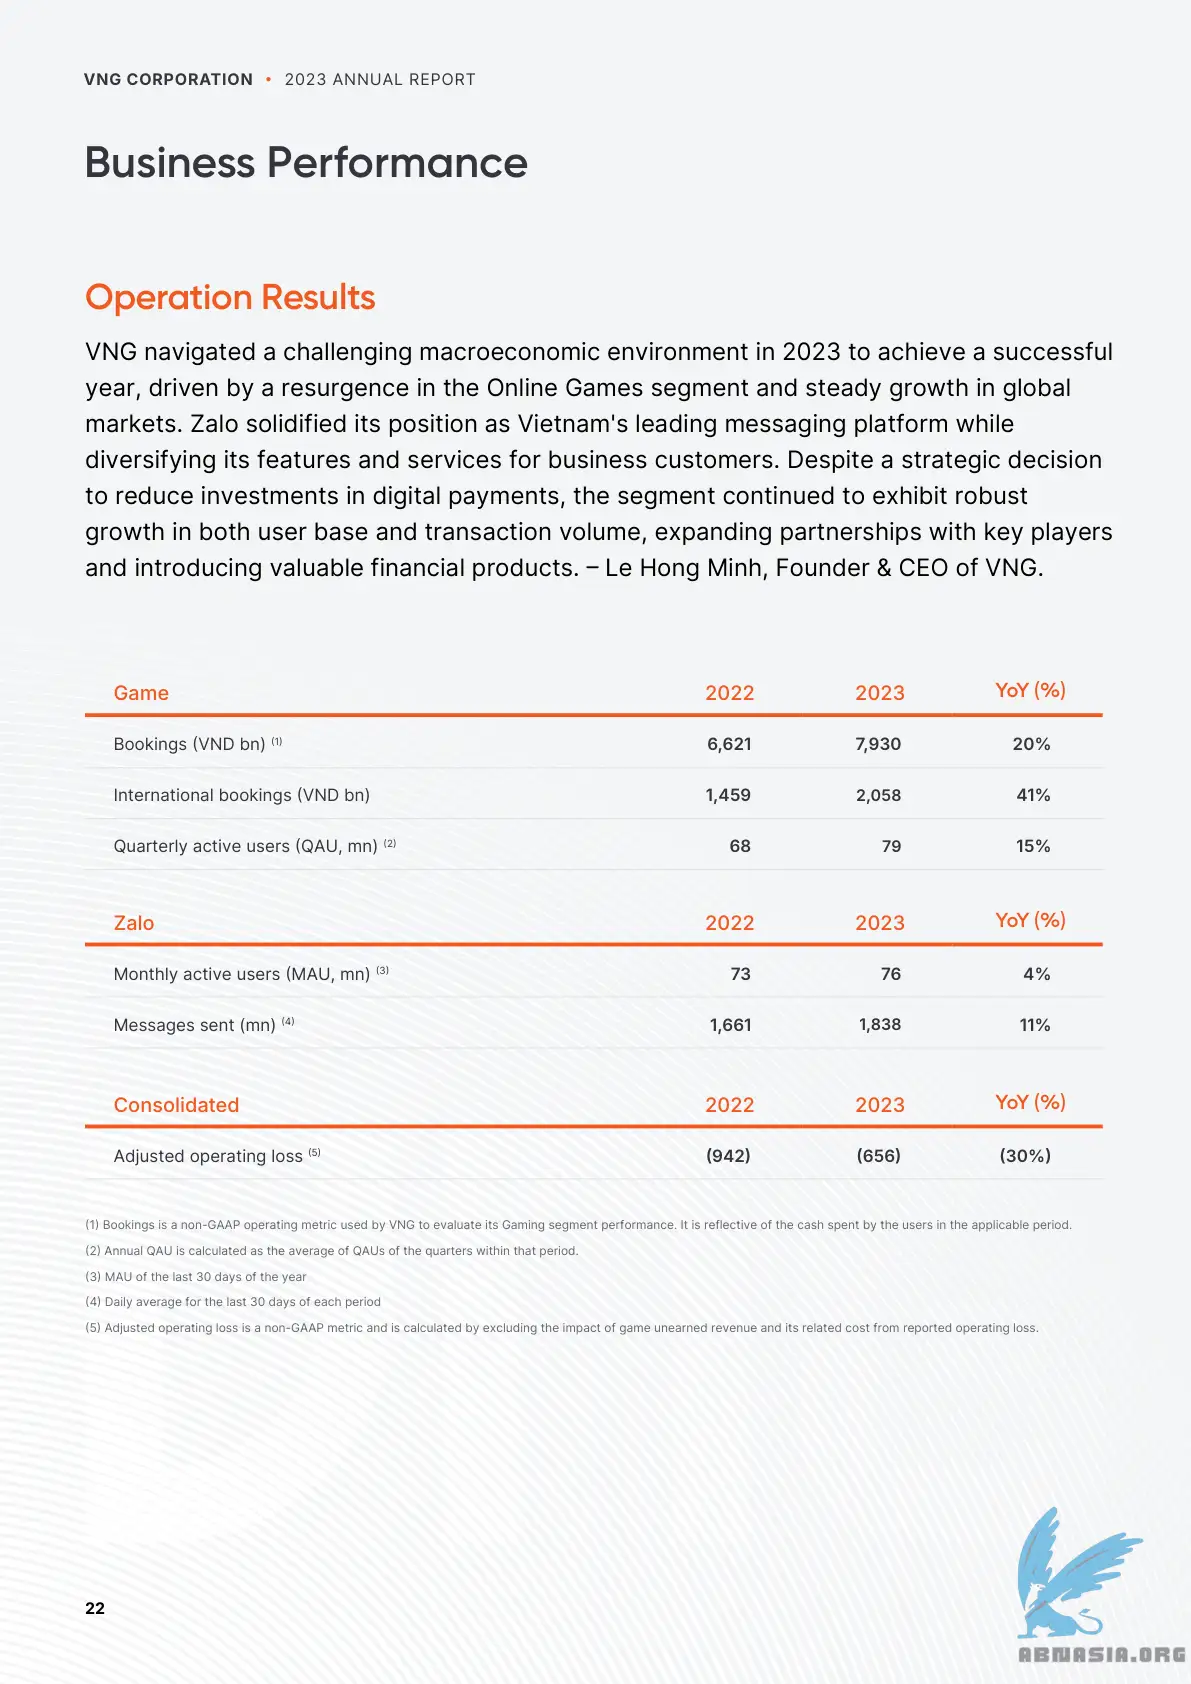 VNG CORPORATION • 2023 ANNUAL REPORT
Business Performance
Operation Results
VNG navigated a challenging macroeconomic environment in 2023 to achieve a successful
year, driven by a resurgence in the Online Games segment and steady growth in global
markets. Zalo solidified its position as Vietnam's leading messaging platform while
diversifying its features and services for business customers. Despite a strategic decision
to reduce investments in digital payments, the segment continued to exhibit robust
growth in both user base and transaction volume, expanding partnerships with key players
and introducing valuable financial products. – Le Hong Minh, Founder & CEO of VNG.
Game 2022 2023 YoY (%)
Bookings (VND bn) (1) 6,621 7,930 20%
International bookings (VND bn) 1,459 2,058 41%
Quarterly active users (QAU, mn) (2) 68 79 15%
Zalo 2022 2023 YoY (%)
Monthly active users (MAU, mn) (3) 73 76 4%
Messages sent (mn) (4) 1,661 1,838 11%
Consolidated 2022 2023 YoY (%)
Adjusted operating loss (5) (942) (656) (30%)
(1) Bookings is a non-GAAP operating metric used by VNG to evaluate its Gaming segment performance. It is reflective of the cash spent by the users in the applicable period.
(2) Annual QAU is calculated as the average of QAUs of the quarters within that period.
(3) MAU of the last 30 days of the year
(4) Daily average for the last 30 days of each period
(5) Adjusted operating loss is a non-GAAP metric and is calculated by excluding the impact of game unearned revenue and its related cost from reported operating loss.
22
ABNASIA.ORG